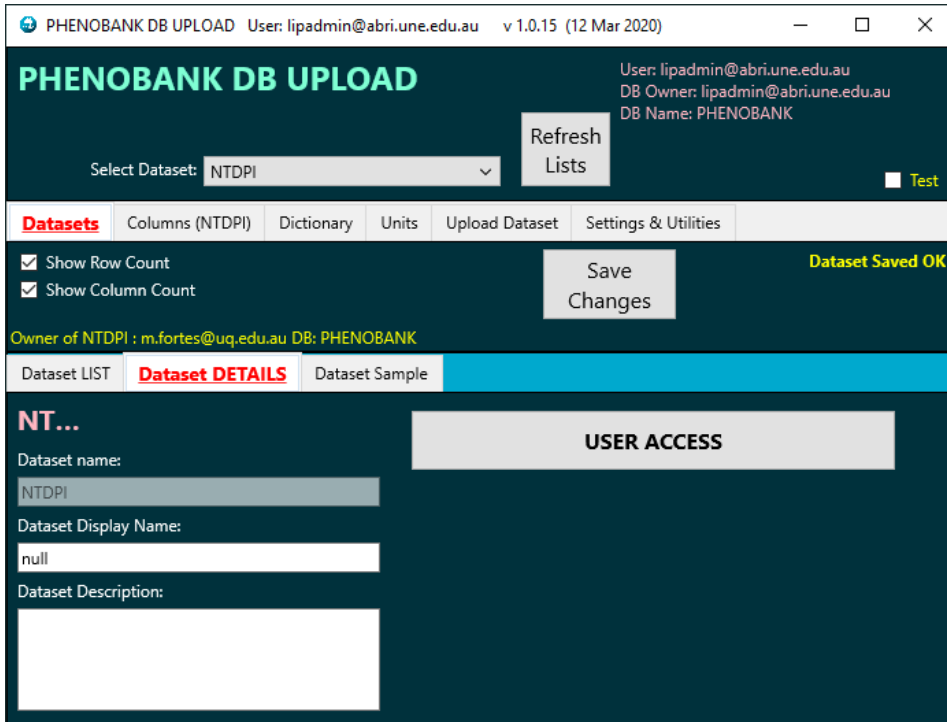 PHENOBANK DB UPLOAD User: lipadmin@abri.une.edu.au v 1.0.15 (12 Mar 2020)
PHENOBANK DB UPLOAD
User: lipadmin@abri.une.edu.au
DB Owner: lipadmin@abri.une.edu.au
DB Name: PHENOBANK
Refresh
Lists
Select Dataset: NTDPI
Test
Datasets Columns (NTDPI) Dictionary Units Upload Dataset Settings & Utilities
Show Row Count
Show Column Count
Save
Changes
Dataset Saved OK
Owner of NTDPI : m.fortes@uq.edu.au DB: PHENOBANK
Dataset LIST Dataset DETAILS Dataset Sample
NT...
USER ACCESS
Dataset name:
NTDPI
Dataset Display Name:
null
Dataset Description: